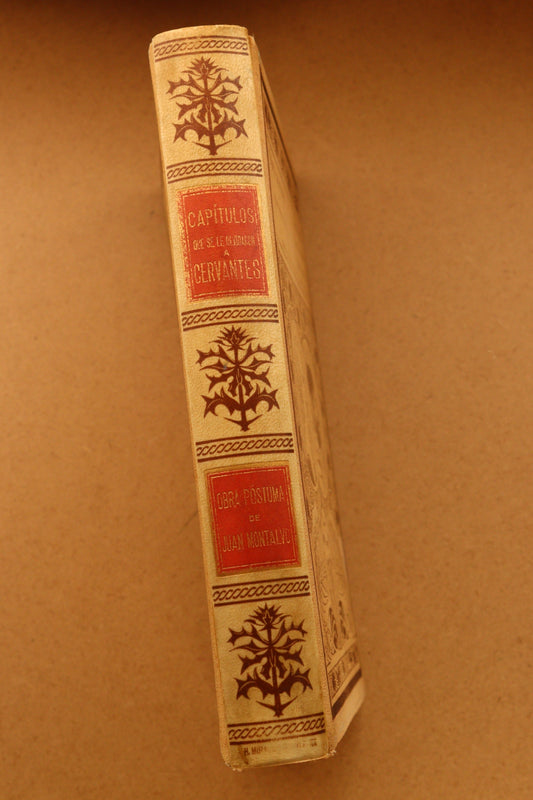 CAPÍTULOS
QUE SE LE OLVIDARON
A
CERVANTES
OBRA PÓSTUMA
DE
JUAN MONTALVO